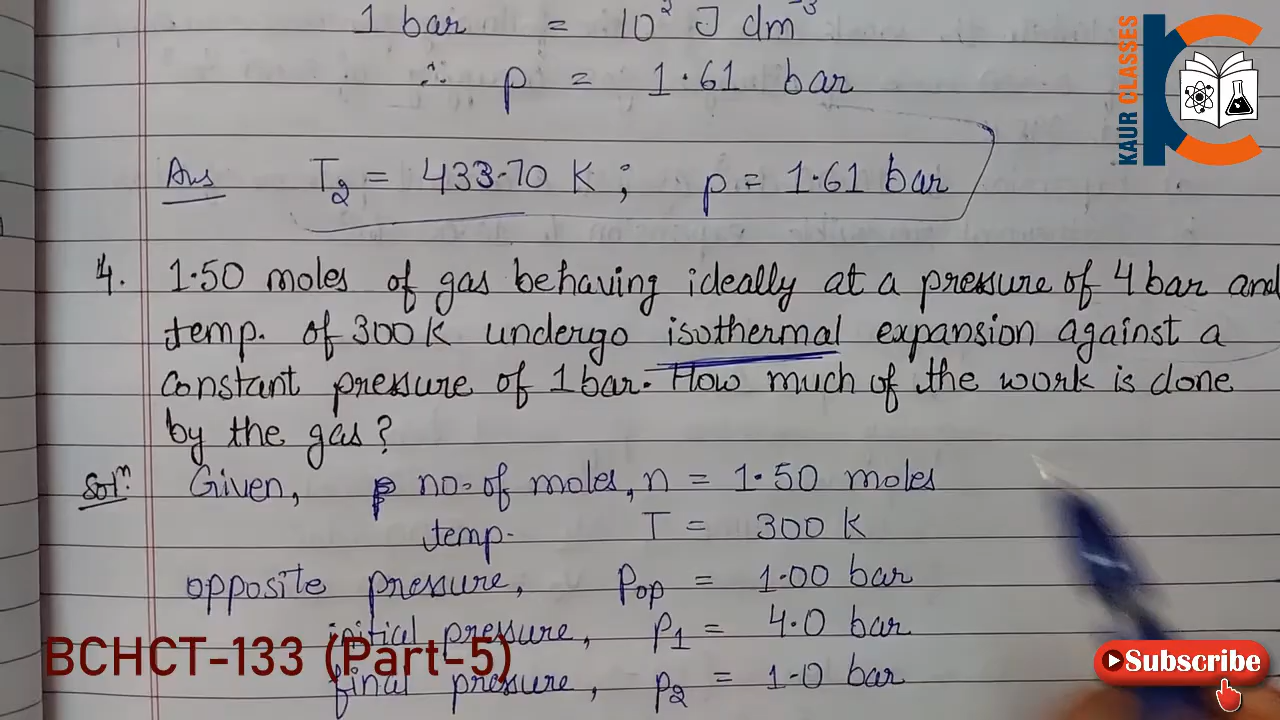 1 bar = 10² J dm⁻³
∴ p = 1.61 bar
Ans T₂ = 433.70 K ; p = 1.61 bar
4. 1.50 moles of gas behaving ideally at a pressure of 4 bar and
temp. of 300 K undergo isothermal expansion against a
constant pressure of 1 bar. How much of the work is done
by the gas?
Solⁿ. Given, no. of moles, n = 1.50 moles
temp. T = 300 K
opposite pressure, Pop = 1.00 bar
initial pressure, p₁ = 4.0 bar
final pressure, p₂ = 1.0 bar
BCHCT-133 (Part-5)
KAUR CLASSES
Subscribe